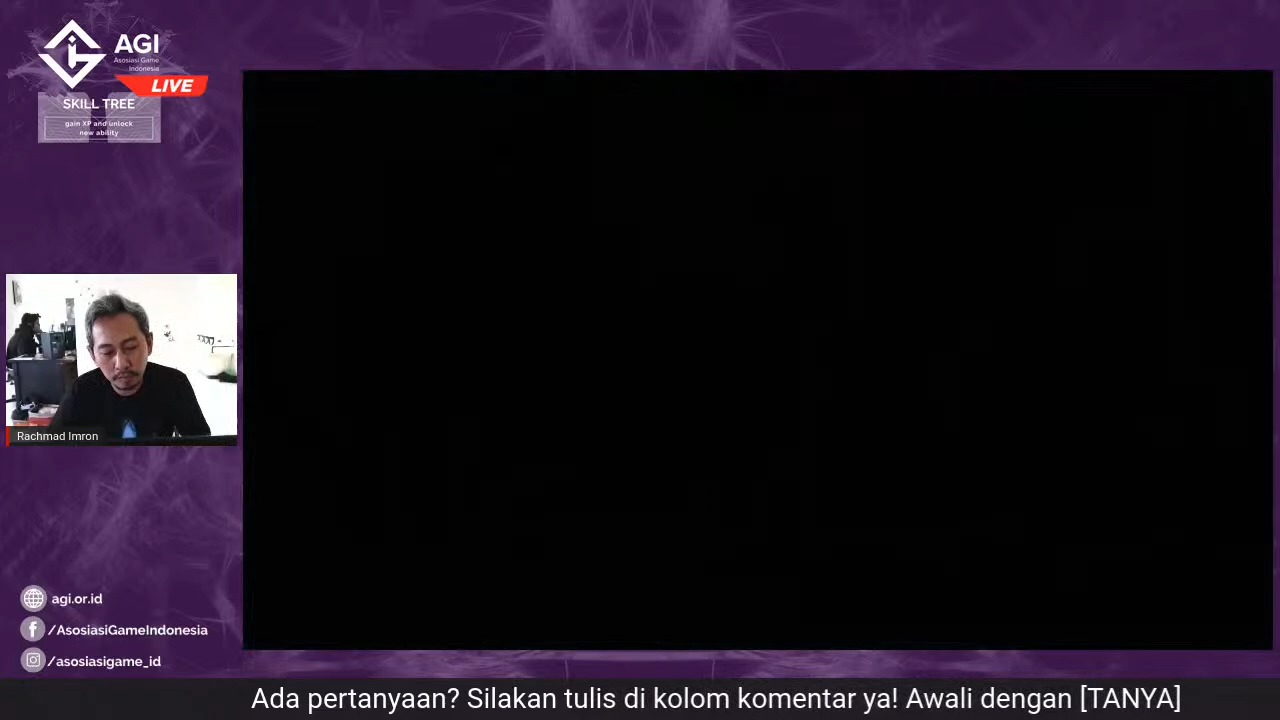 AGI
Asosiasi Game
Indonesia
LIVE
SKILL TREE
gain XP and unlock
new ability
Rachmad Imron
agi.or.id
/AsosiasiGameIndonesia
/asosiasigame_id
Ada pertanyaan? Silakan tulis di kolom komentar ya! Awali dengan [TANYA]